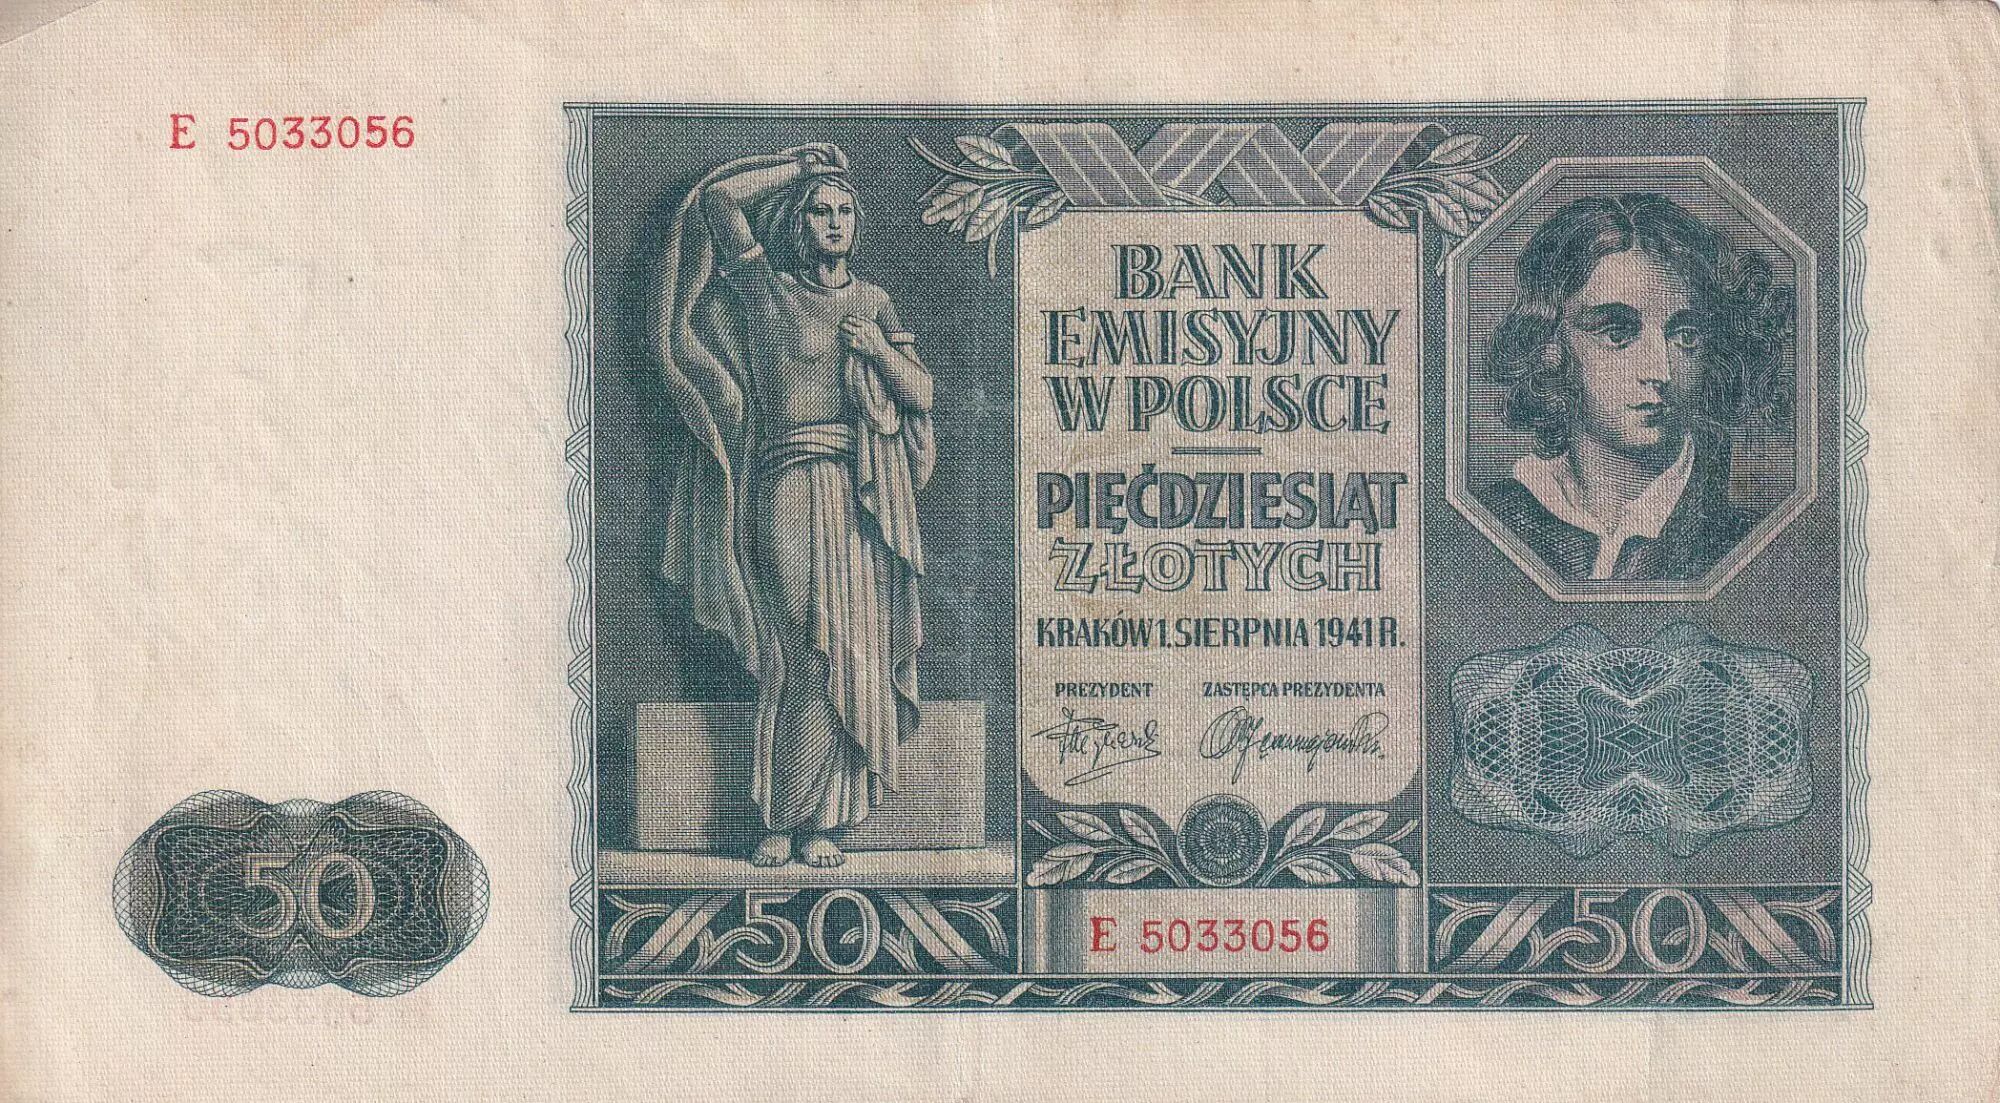 E 5033056
BANK
EMISYJNY
W POLSCE
PIĘĆDZIESIĄT
ZŁOTYCH
KRAKÓW 1. SIERPNIA 1941 R.
PREZYDENT ZASTĘPCA PREZYDENTA
50
50
E 5033056
50